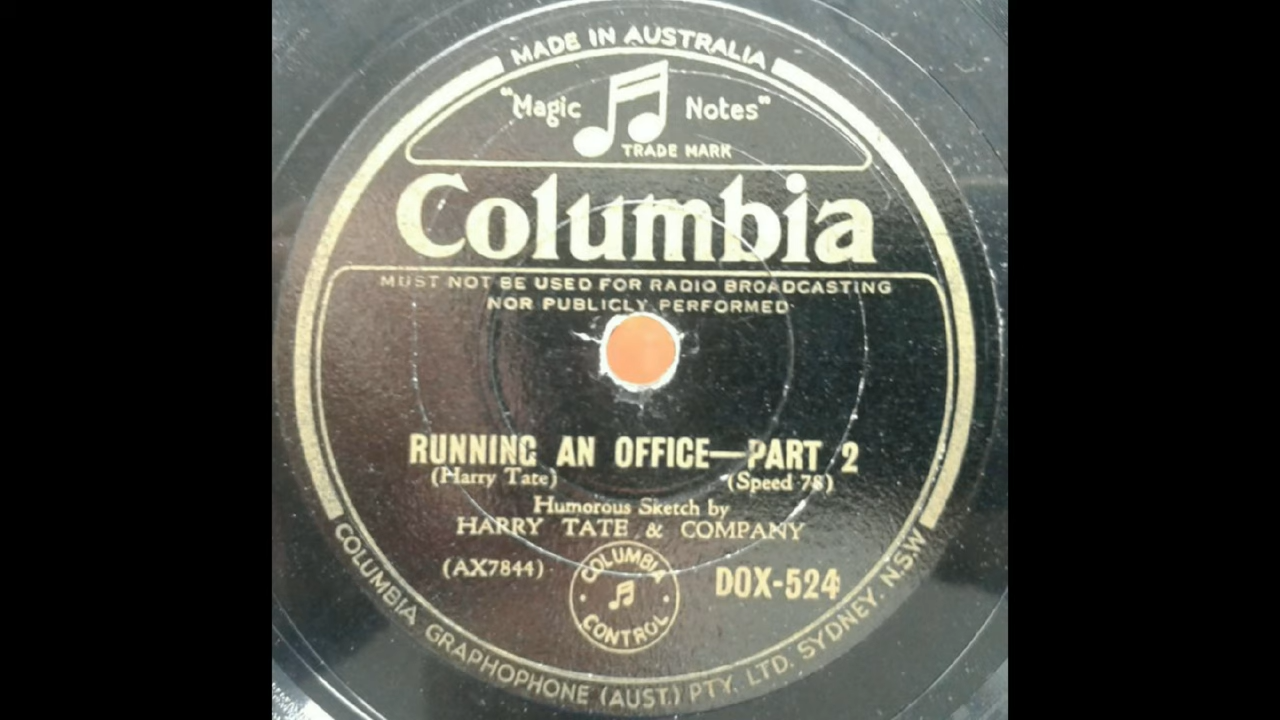 MADE IN AUSTRALIA
"Magic Notes"
TRADE MARK
Columbia
MUST NOT BE USED FOR RADIO BROADCASTING
NOR PUBLICLY PERFORMED
RUNNING AN OFFICE—PART 2
(Harry Tate) (Speed 78)
Humorous Sketch by
HARRY TATE & COMPANY
(AX7844) COLUMBIA CONTROL DOX-524
COLUMBIA GRAPHOPHONE (AUST.) PTY. LTD. SYDNEY. N.S.W